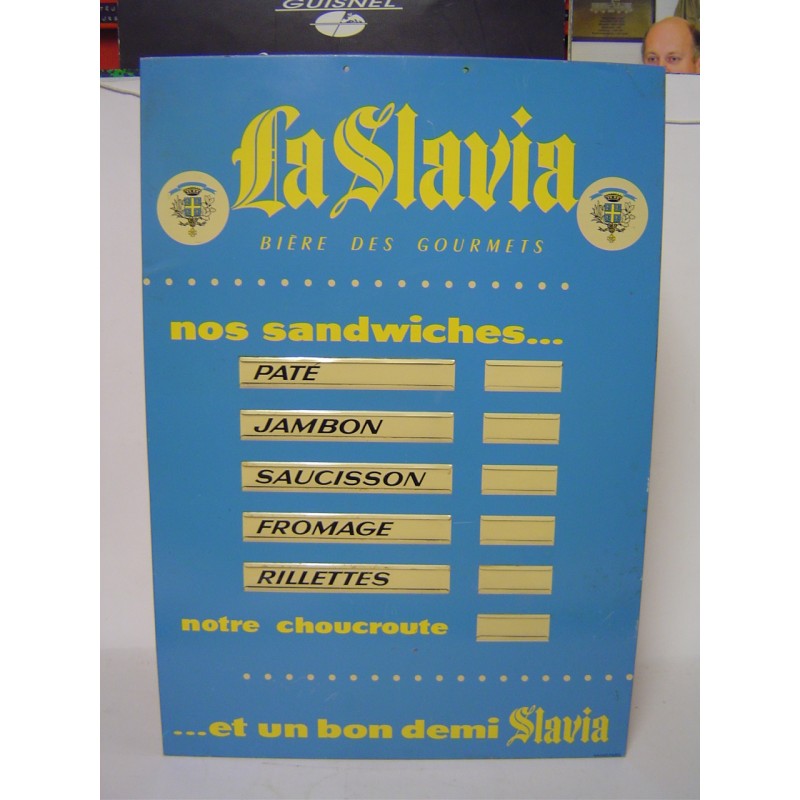 GUISNEL
La Slavia
BIÈRE DES GOURMETS
nos sandwiches...
PATÉ
JAMBON
SAUCISSON
FROMAGE
RILLETTES
notre choucroute
...et un bon demi Slavia